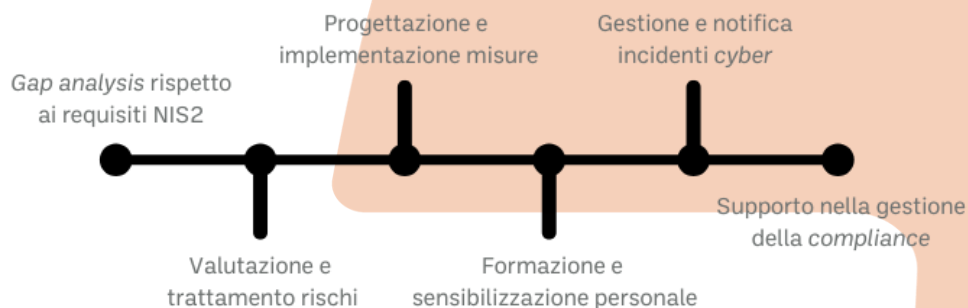 Gap analysis rispetto
ai requisiti NIS2
Valutazione e
trattamento rischi
Progettazione e
implementazione misure
Formazione e
sensibilizzazione personale
Gestione e notifica
incidenti cyber
Supporto nella gestione
della compliance